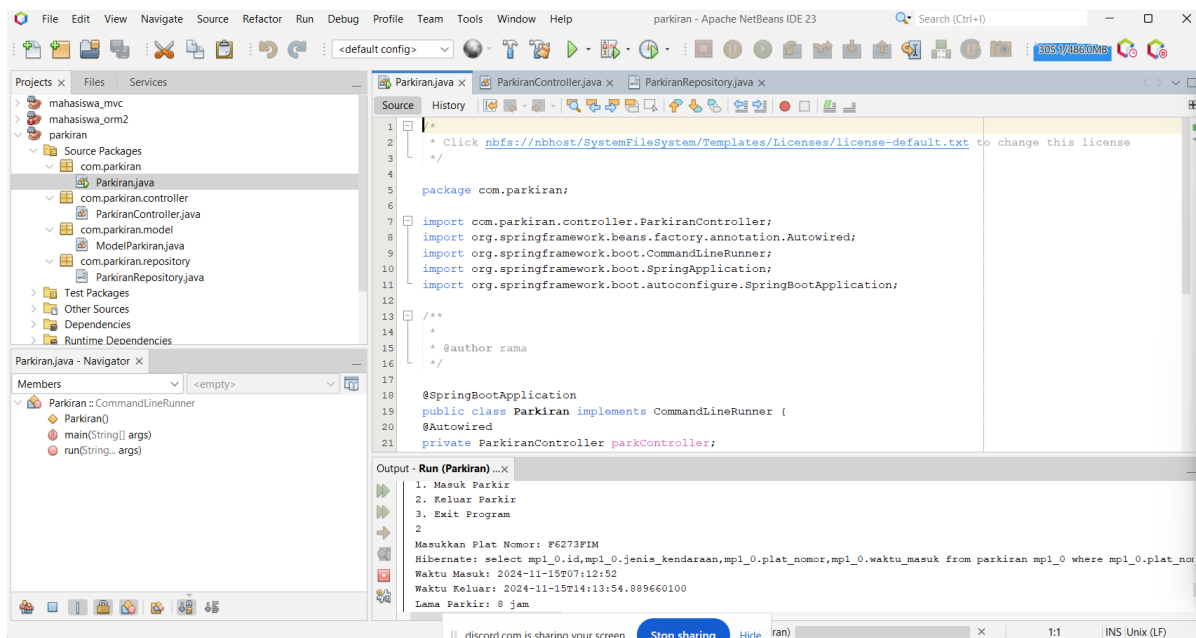 File Edit View Navigate Source Refactor Run Debug Profile Team Tools Window Help parkiran - Apache NetBeans IDE 23 Search (Ctrl+I)
<default config> 305.1/486.0MB
Projects Files Services
mahasiswa_mvc
mahasiswa_orm2
parkiran
Source Packages
com.parkiran
Parkiran.java
com.parkiran.controller
ParkiranController.java
com.parkiran.model
ModelParkiran.java
com.parkiran.repository
ParkiranRepository.java
Test Packages
Other Sources
Dependencies
Runtime Dependencies
Parkiran.java - Navigator
Members <empty>
Parkiran :: CommandLineRunner
Parkiran()
main(String[] args)
run(String... args)
Parkiran.java ParkiranController.java ParkiranRepository.java
Source History
1 /*
2 * Click nbfs://nbhost/SystemFileSystem/Templates/Licenses/license-default.txt to change this license
3 */
4
5 package com.parkiran;
6
7 import com.parkiran.controller.ParkiranController;
8 import org.springframework.beans.factory.annotation.Autowired;
9 import org.springframework.boot.CommandLineRunner;
10 import org.springframework.boot.SpringApplication;
11 import org.springframework.boot.autoconfigure.SpringBootApplication;
12
13 /**
14 *
15 * @author rama
16 */
17
18 @SpringBootApplication
19 public class Parkiran implements CommandLineRunner {
20 @Autowired
21 private ParkiranController parkController;
Output - Run (Parkiran) ...
1. Masuk Parkir
2. Keluar Parkir
3. Exit Program
2
Masukkan Plat Nomor: F6273FIM
Hibernate: select mp1_0.id,mp1_0.jenis_kendaraan,mp1_0.plat_nomor,mp1_0.waktu_masuk from parkiran mp1_0 where mp1_0.plat_no
Waktu Masuk: 2024-11-15T07:12:52
Waktu Keluar: 2024-11-15T14:13:54.889660100
Lama Parkir: 8 jam
discord.com is sharing your screen. Stop sharing Hide
ran) 1:1 INS Unix (LF)